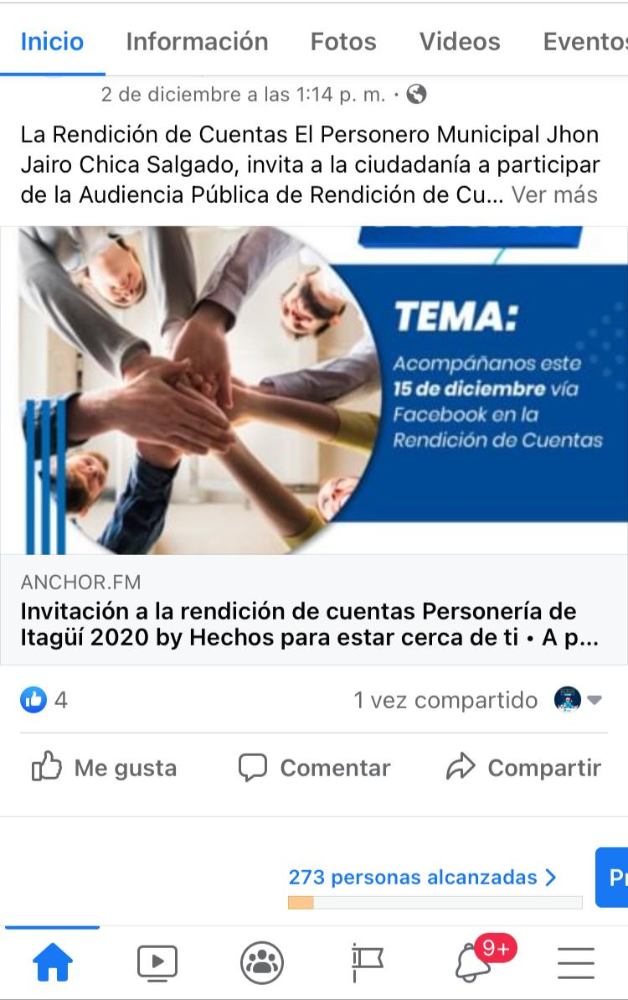 Inicio Información Fotos Videos Eventos
2 de diciembre a las 1:14 p. m. ·
La Rendición de Cuentas El Personero Municipal Jhon
Jairo Chica Salgado, invita a la ciudadanía a participar
de la Audiencia Pública de Rendición de Cu... Ver más
TEMA:
Acompáñanos este
15 de diciembre vía
Facebook en la
Rendición de Cuentas
ANCHOR.FM
Invitación a la rendición de cuentas Personería de
Itagüí 2020 by Hechos para estar cerca de ti • A p...
4
1 vez compartido
Me gusta Comentar Compartir
273 personas alcanzadas
9+